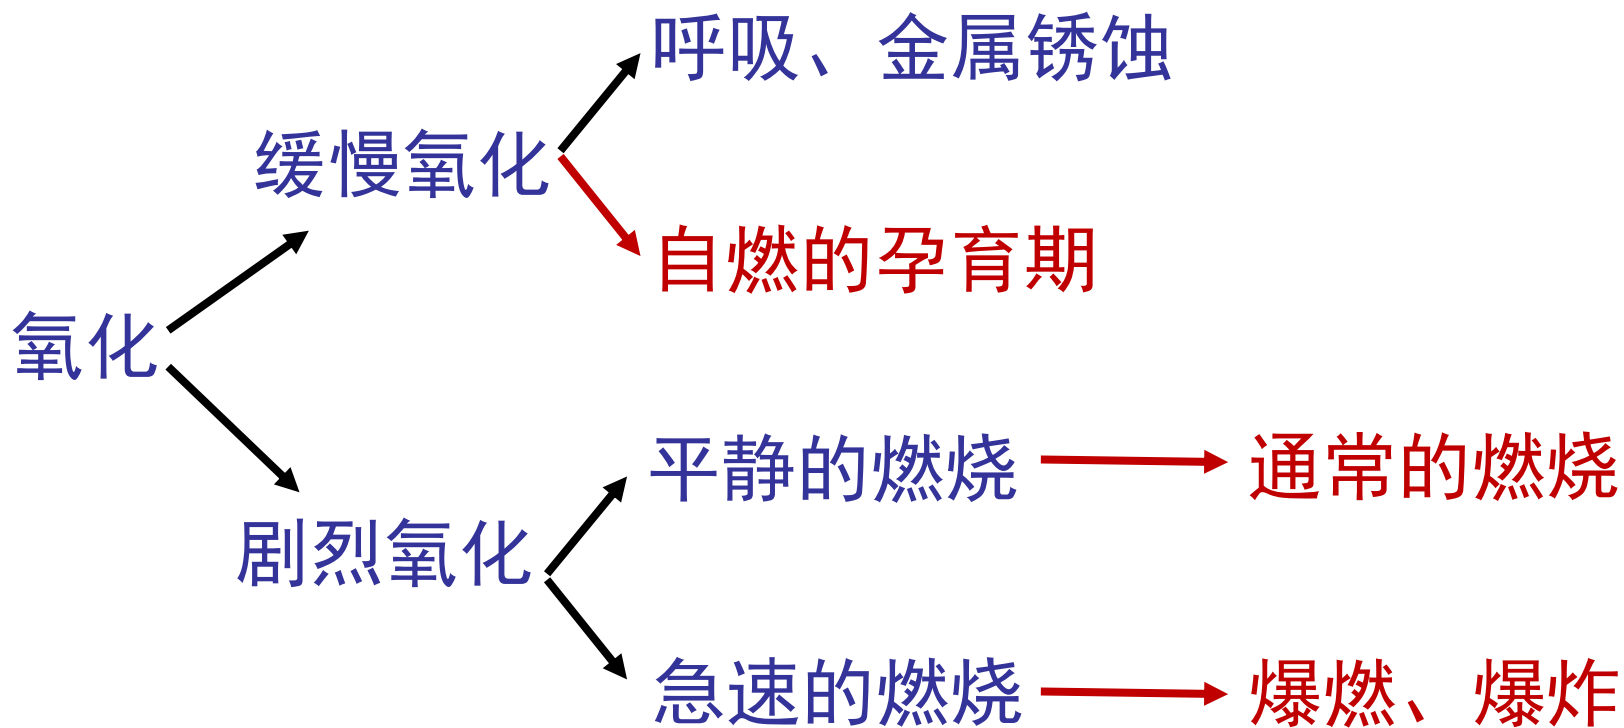 呼吸、金属锈蚀
缓慢氧化
自燃的孕育期
氧化
平静的燃烧
通常的燃烧
剧烈氧化
急速的燃烧
爆燃、爆炸